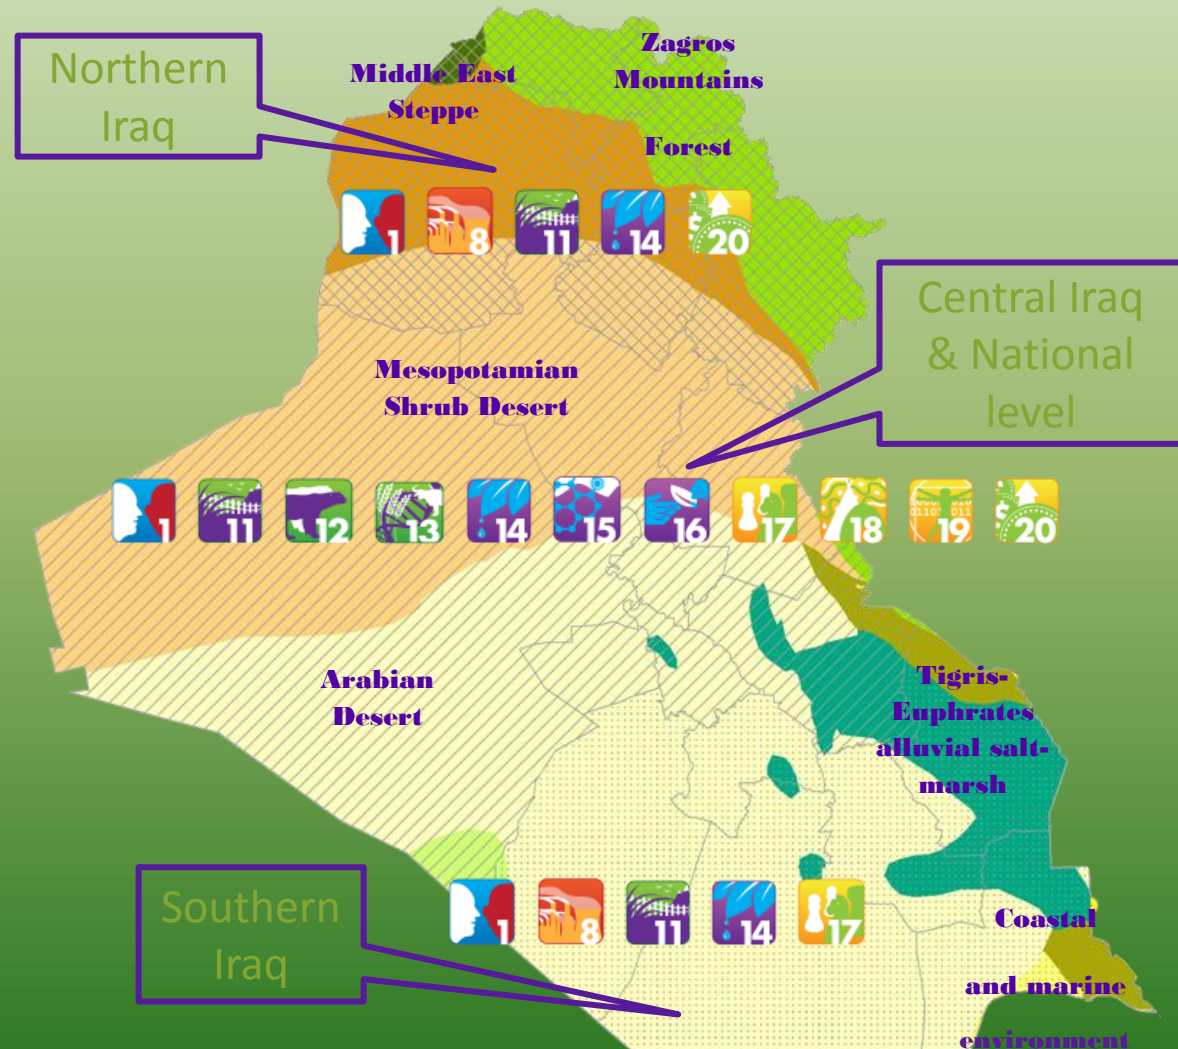 Northern
Iraq
Middle East
Steppe
Zagros
Mountains
Forest
1 8 11 14 20
Central Iraq
& National
level
Mesopotamian
Shrub Desert
1 11 12 13 14 15 16 17 18 19 20
Arabian
Desert
Tigris-
Euphrates
alluvial salt-
marsh
Southern
Iraq
1 8 11 14 17
Coastal
and marine
environment